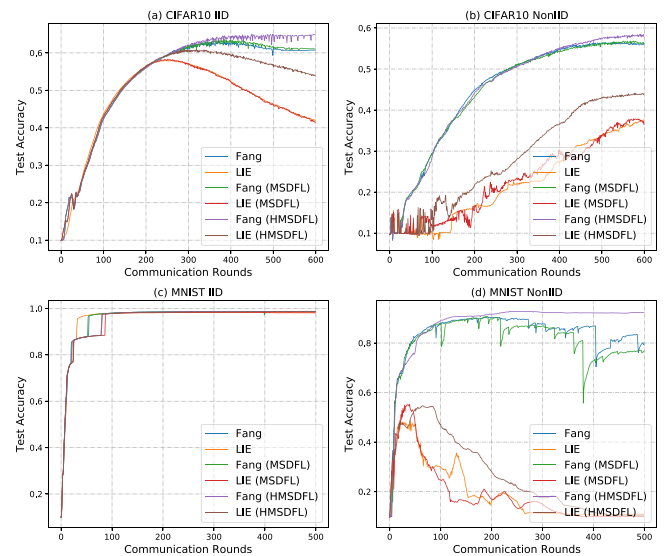 (a) CIFAR10 IID
0,6
0,5
0,4
0,3
0,2
0,1
Test Accuracy
0 100 200 300 400 500 600
Communication Rounds
Fang
LIE
Fang (MSDFL)
LIE (MSDFL)
Fang (HMSDFL)
LIE (HMSDFL)
(b) CIFAR10 NonIID
0,6
0,5
0,4
0,3
0,2
0,1
Test Accuracy
0 100 200 300 400 500 600
Communication Rounds
Fang
LIE
Fang (MSDFL)
LIE (MSDFL)
Fang (HMSDFL)
LIE (HMSDFL)
(c) MNIST IID
1,0
0,8
0,6
0,4
0,2
Test Accuracy
0 100 200 300 400 500
Communication Rounds
Fang
LIE
Fang (MSDFL)
LIE (MSDFL)
Fang (HMSDFL)
LIE (HMSDFL)
(d) MNIST NonIID
0,8
0,6
0,4
0,2
Test Accuracy
0 100 200 300 400 500
Communication Rounds
Fang
LIE
Fang (MSDFL)
LIE (MSDFL)
Fang (HMSDFL)
LIE (HMSDFL)